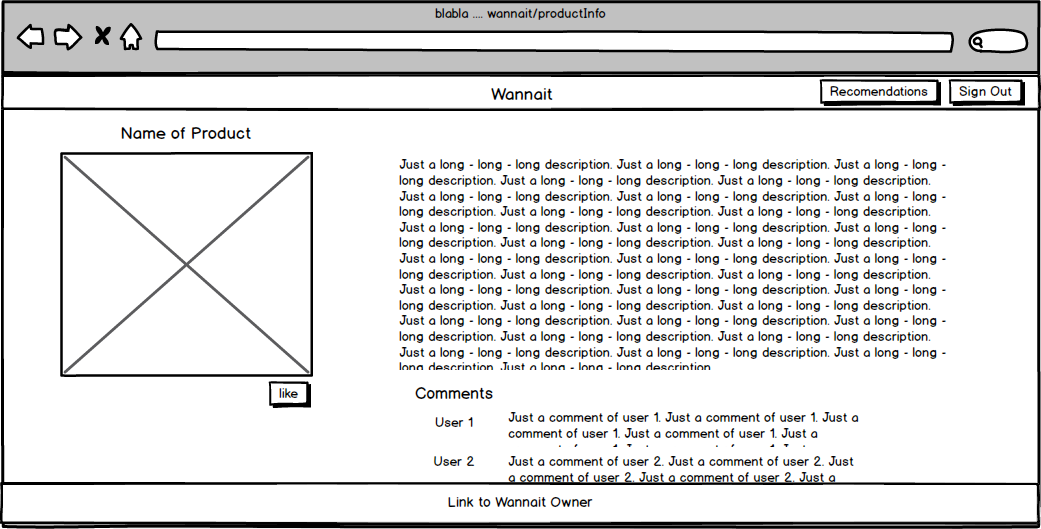 blabla .... wannait/productInfo
Wannait
Recomendations
Sign Out
Name of Product
Just a long - long - long description. Just a long - long - long description. Just a long - long -
long description. Just a long - long - long description. Just a long - long - long description.
Just a long - long - long description. Just a long - long - long description. Just a long - long -
long description. Just a long - long - long description. Just a long - long - long description.
Just a long - long - long description. Just a long - long - long description. Just a long - long -
long description. Just a long - long - long description. Just a long - long - long description.
Just a long - long - long description. Just a long - long - long description. Just a long - long -
long description. Just a long - long - long description. Just a long - long - long description.
Just a long - long - long description. Just a long - long - long description. Just a long - long -
long description. Just a long - long - long description. Just a long - long - long description.
Just a long - long - long description. Just a long - long - long description. Just a long - long -
long description. Just a long - long - long description. Just a long - long - long description.
Just a long - long - long description. Just a long - long - long description. Just a long - long -
long description. Just a long - long - long description
like
Comments
User 1
Just a comment of user 1. Just a comment of user 1. Just a
comment of user 1. Just a comment of user 1. Just a
User 2
Just a comment of user 2. Just a comment of user 2. Just
a comment of user 2. Just a comment of user 2. Just a
Link to Wannait Owner